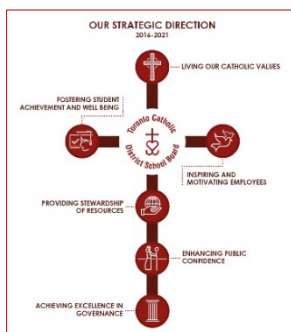 OUR STRATEGIC DIRECTION
2016-2021
LIVING OUR CATHOLIC VALUES
FOSTERING STUDENT
ACHIEVEMENT AND WELL BEING
Toronto Catholic
District School Board
INSPIRING AND
MOTIVATING EMPLOYEES
PROVIDING STEWARDSHIP
OF RESOURCES
ENHANCING PUBLIC
CONFIDENCE
ACHIEVING EXCELLENCE IN
GOVERNANCE